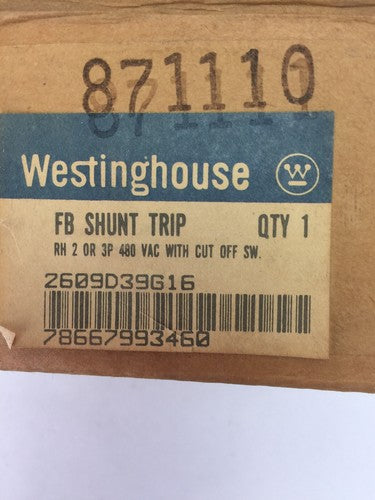 871110
Westinghouse W
FB SHUNT TRIP QTY 1
RH 2 OR 3P 480 VAC WITH CUT OFF SW.
2609D39G16
78667993460